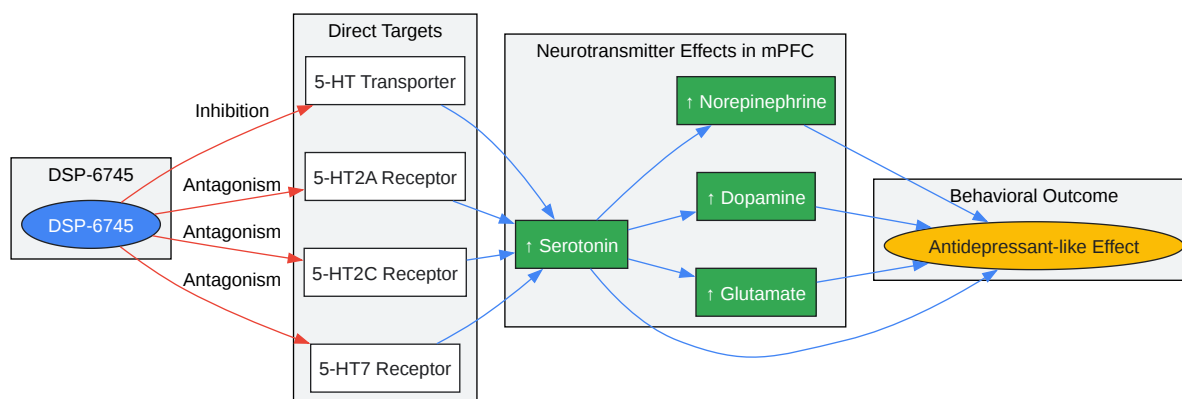 DSP-6745
DSP-6745
Inhibition
Antagonism
Antagonism
Antagonism
Direct Targets
5-HT Transporter
5-HT2A Receptor
5-HT2C Receptor
5-HT7 Receptor
Neurotransmitter Effects in mPFC
↑ Serotonin
↑ Norepinephrine
↑ Dopamine
↑ Glutamate
Behavioral Outcome
Antidepressant-like Effect